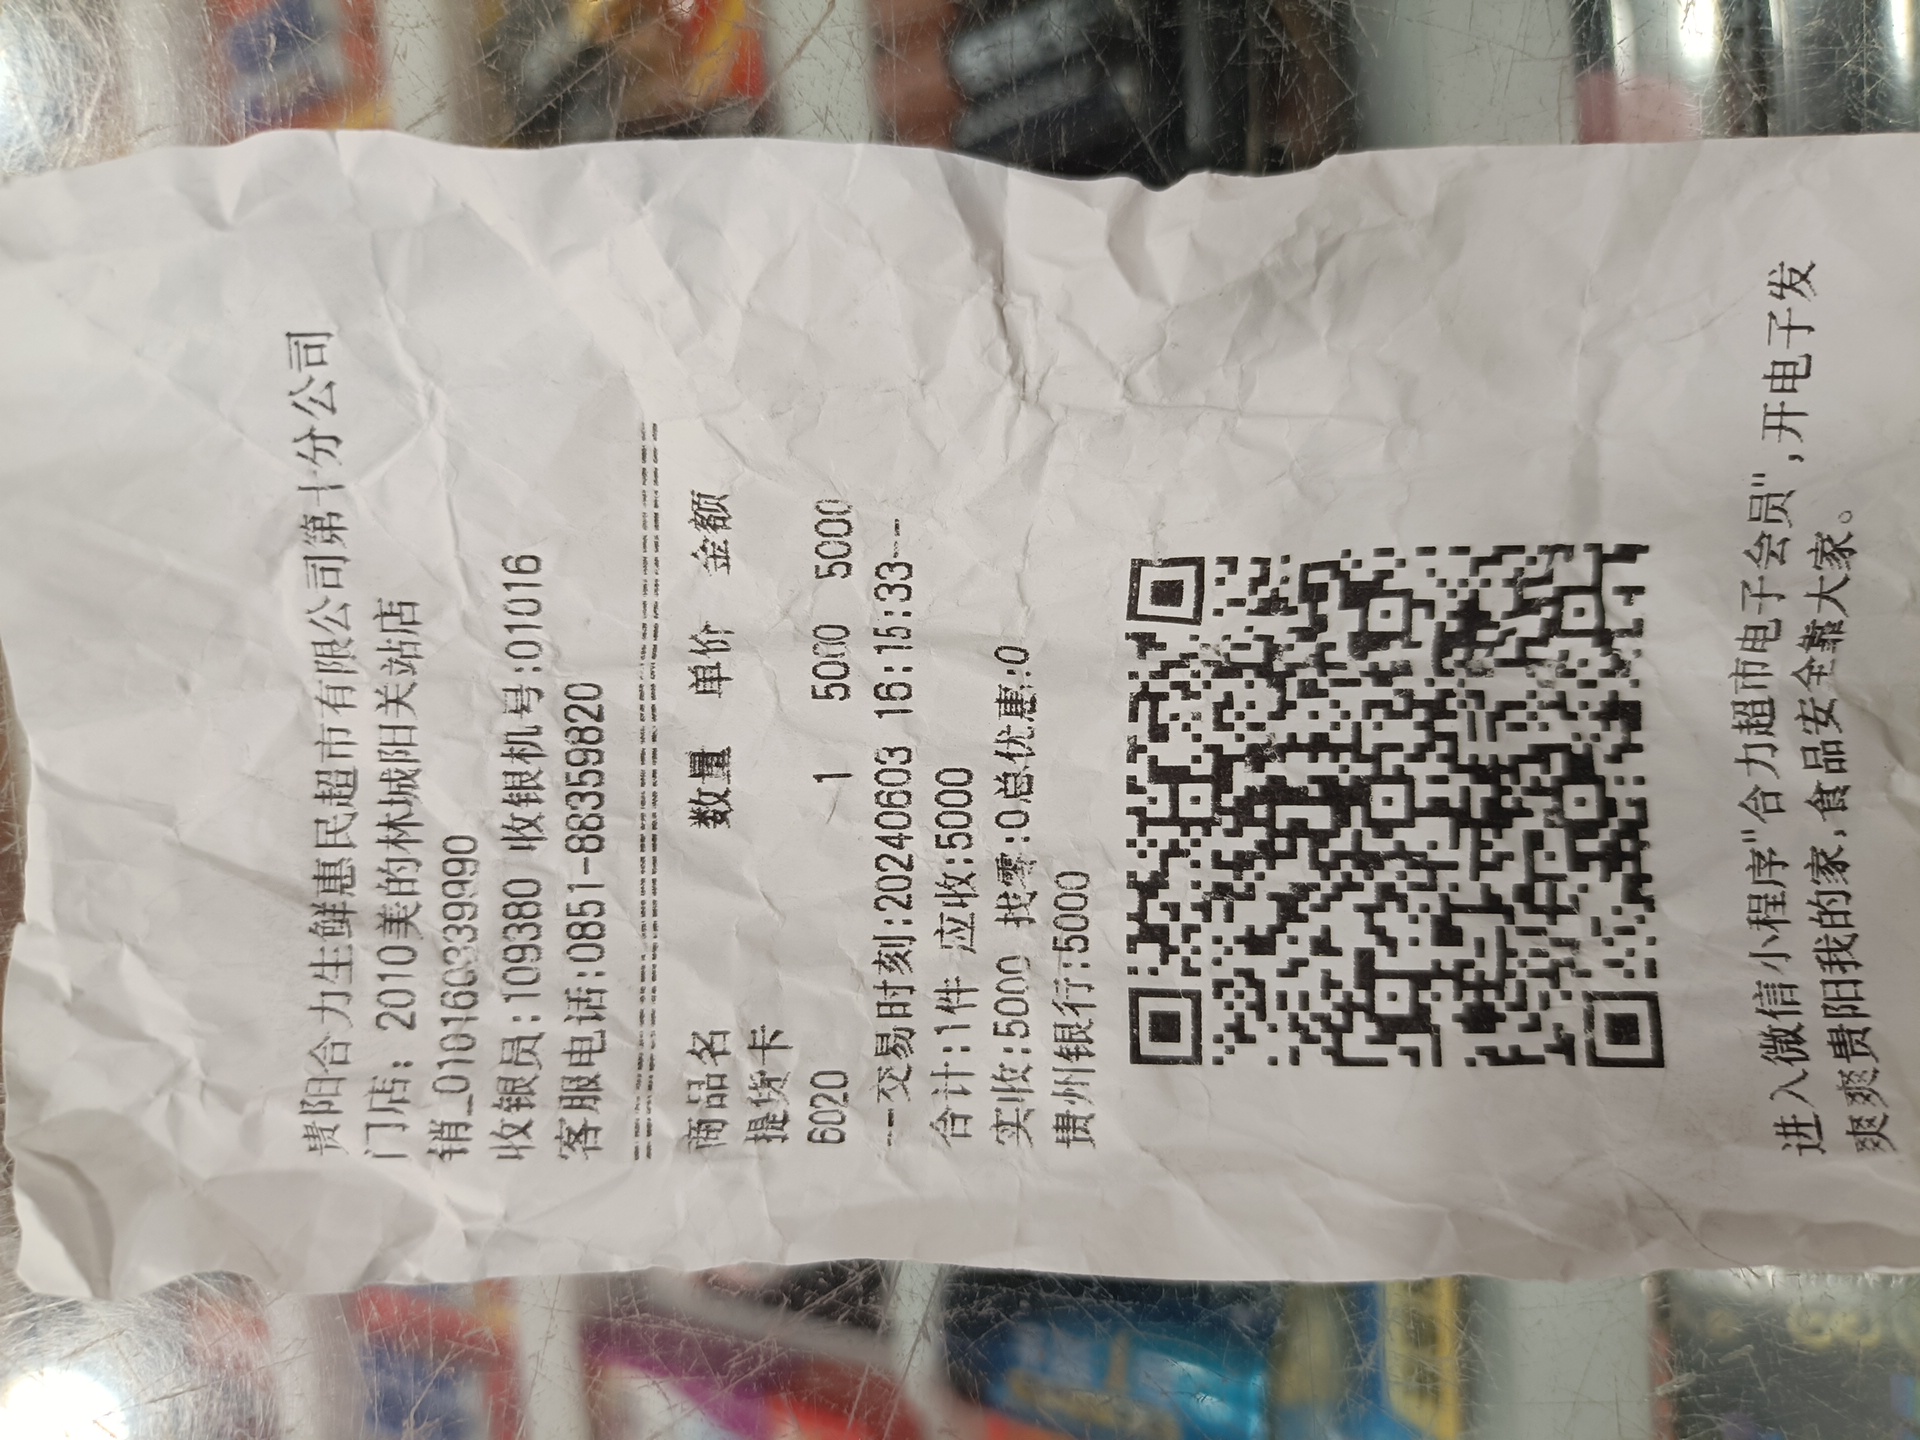 贵阳合力生鲜惠民超市有限公司第十分公司
门店: 2010美的林城阳关站店
销_010160339990
收银员:109380 收银机号:01016
客服电话:0851-88359820
商品名 数量 单价 金额
提货卡
6020 1 5000 5000
---交易时刻:20240603 16:15:33---
合计:1件 应收:5000
实收:5000 找零:0总优惠:0
贵州银行:5000
进入微信小程序"合力超市电子会员",开电子发
爽爽贵阳我的家,食品安全靠大家。